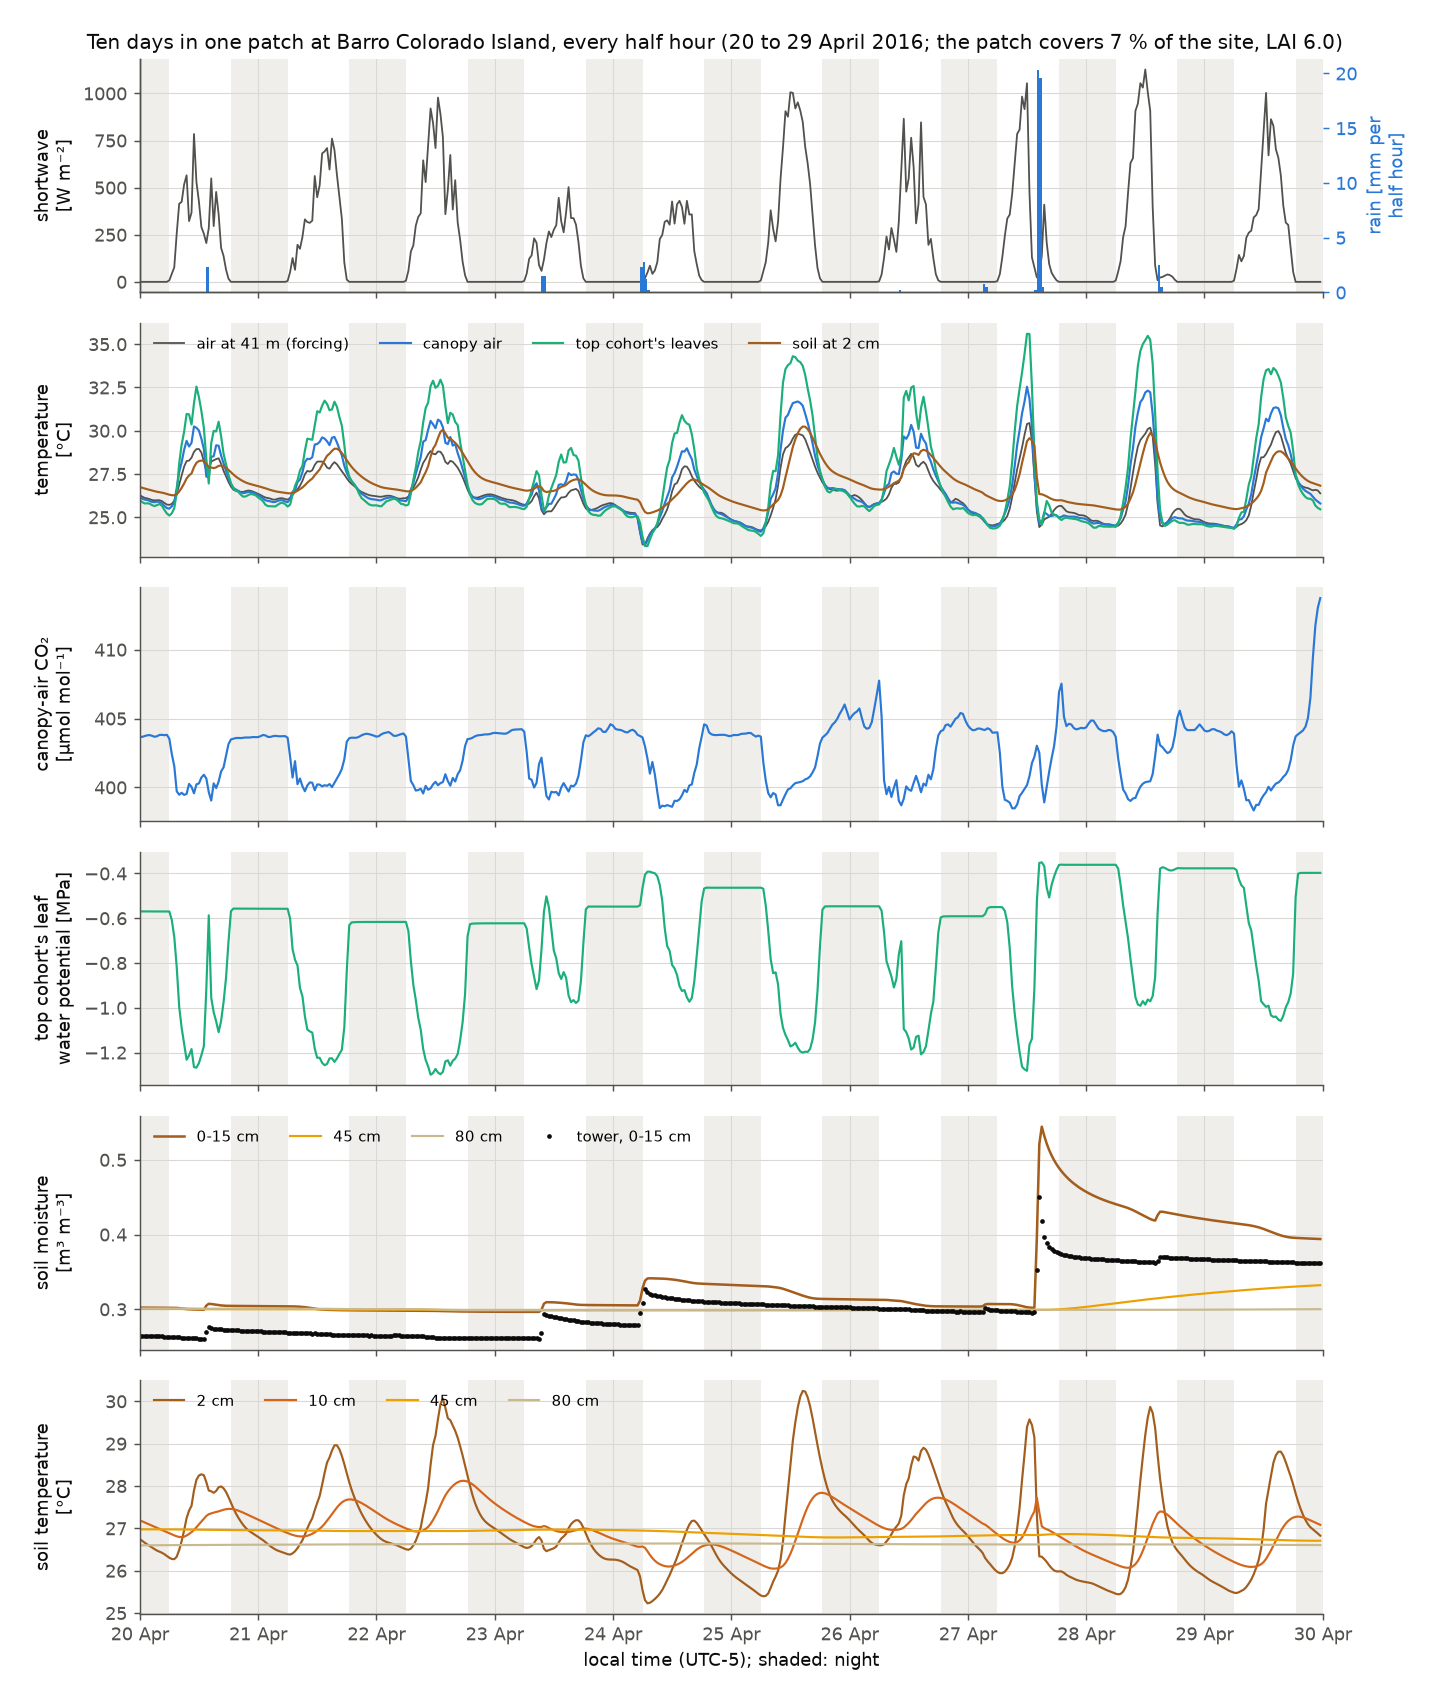 Ten days in one patch at Barro Colorado Island, every half hour (20 to 29 April 2016; the patch covers 7 % of the site, LAI 6.0)
shortwave
[W m⁻²]
1000
750
500
250
0
20
15
10
5
0
rain [mm per
half hour]
temperature
[°C]
35.0
32.5
30.0
27.5
25.0
air at 41 m (forcing)
canopy air
top cohort's leaves
soil at 2 cm
canopy-air CO₂
[µmol mol⁻¹]
410
405
400
top cohort's leaf
water potential [MPa]
−0.4
−0.6
−0.8
−1.0
−1.2
soil moisture
[m³ m⁻³]
0.5
0.4
0.3
0-15 cm
45 cm
80 cm
tower, 0-15 cm
soil temperature
[°C]
30
29
28
27
26
25
2 cm
10 cm
45 cm
80 cm
20 Apr
21 Apr
22 Apr
23 Apr
24 Apr
25 Apr
26 Apr
27 Apr
28 Apr
29 Apr
30 Apr
local time (UTC-5); shaded: night